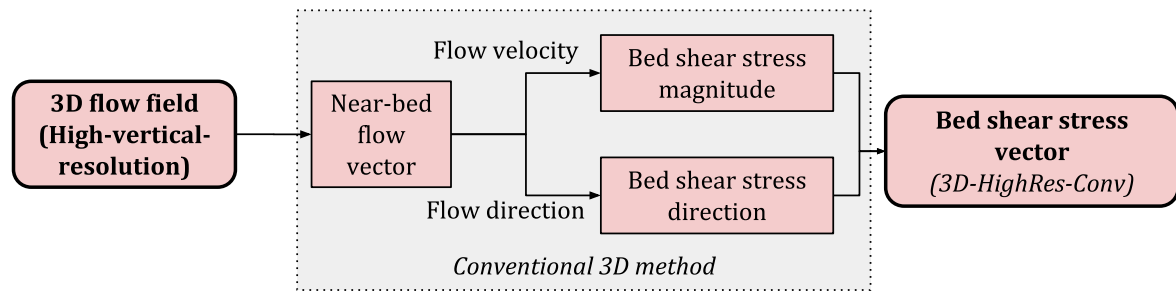 3D flow field
(High-vertical-
resolution)
Near-bed
flow
vector
Flow velocity
Flow direction
Bed shear stress
magnitude
Bed shear stress
direction
Conventional 3D method
Bed shear stress
vector
(3D-HighRes-Conv)